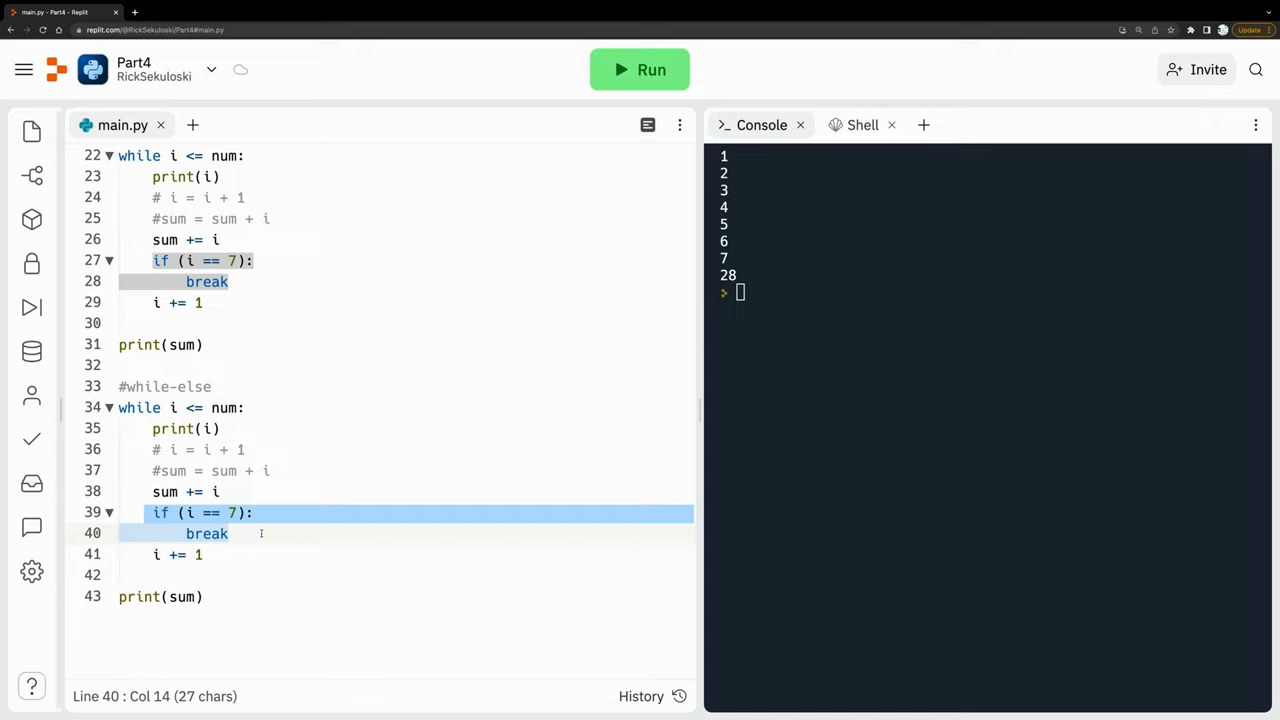 main.py - Part4 - Replit
replit.com/@RickSekuloski/Part4#main.py
Update
Part4
RickSekuloski
Run
Invite
main.py
Console
Shell
22 while i <= num:
23 print(i)
24 # i = i + 1
25 #sum = sum + i
26 sum += i
27 if (i == 7):
28 break
29 i += 1
30
31 print(sum)
32
33 #while-else
34 while i <= num:
35 print(i)
36 # i = i + 1
37 #sum = sum + i
38 sum += i
39 if (i == 7):
40 break
41 i += 1
42
43 print(sum)
Line 40 : Col 14 (27 chars)
History
1
2
3
4
5
6
7
28